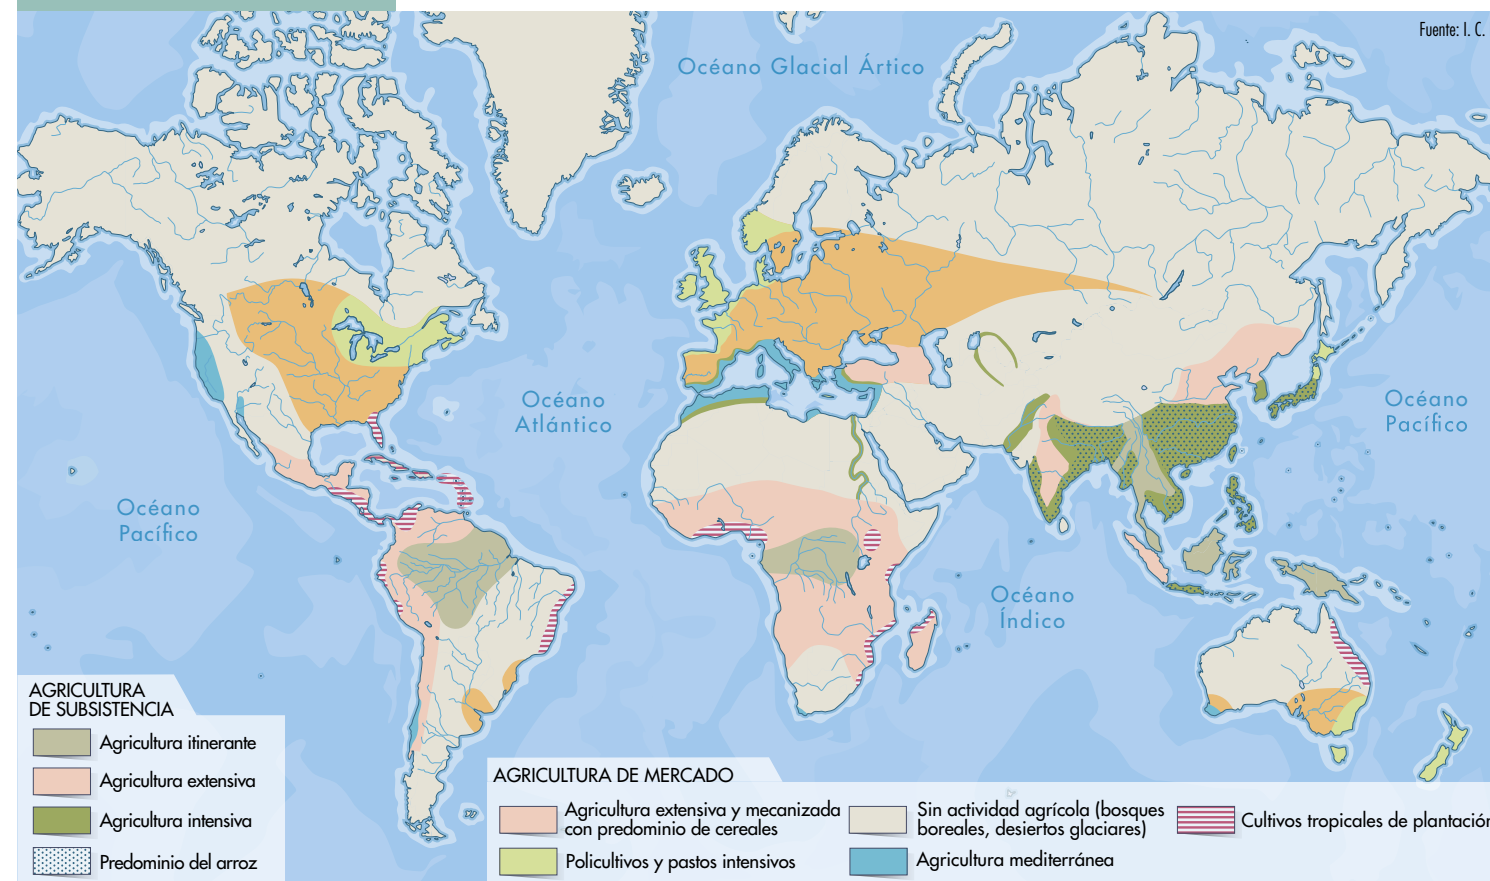 Fuente: I. C.
Océano Glacial Ártico
Océano
Atlántico
Océano
Pacífico
Océano
Pacífico
Océano
Índico
AGRICULTURA
DE SUBSISTENCIA
Agricultura itinerante
Agricultura extensiva
Agricultura intensiva
Predominio del arroz
AGRICULTURA DE MERCADO
Agricultura extensiva y mecanizada
con predominio de cereales
Policultivos y pastos intensivos
Sin actividad agrícola (bosques
boreales, desiertos glaciares)
Agricultura mediterránea
Cultivos tropicales de plantación